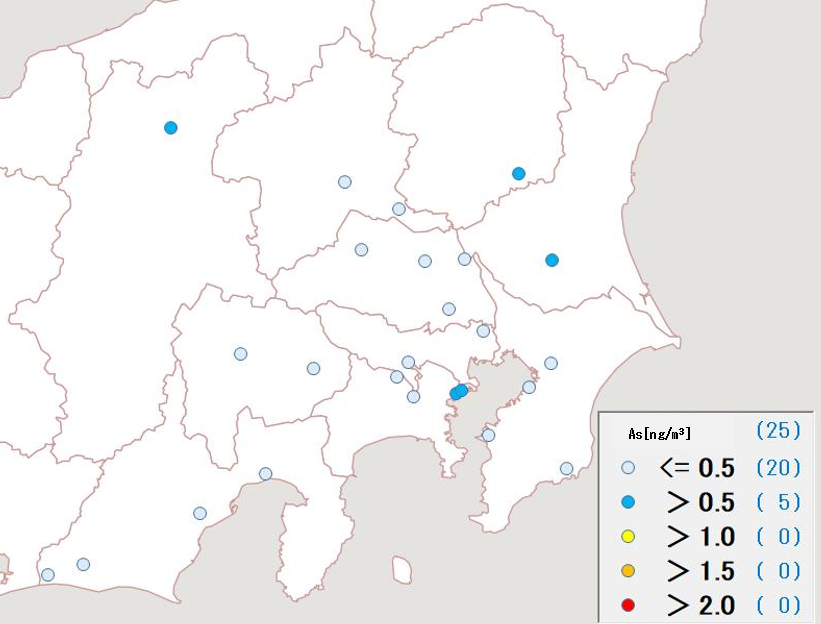 As[ng/m³] (25)
<= 0.5 (20)
> 0.5 ( 5)
> 1.0 ( 0)
> 1.5 ( 0)
> 2.0 ( 0)